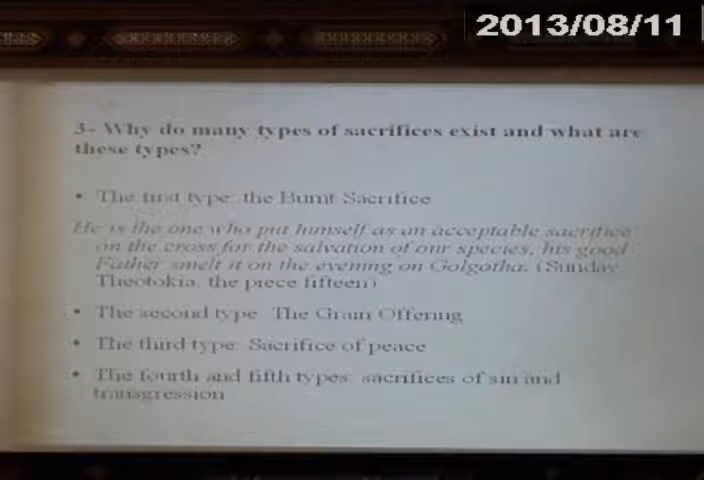 2013/08/11
3- Why do many types of sacrifices exist and what are
these types?
• The first type: the Burnt Sacrifice
He is the one who put himself as an acceptable sacrifice
on the cross for the salvation of our species, his good
Father smelt it on the evening on Golgotha. (Sunday
Theotokia, the piece fifteen)
• The second type: The Grain Offering
• The third type: Sacrifice of peace
• The fourth and fifth types: sacrifices of sin and
transgression